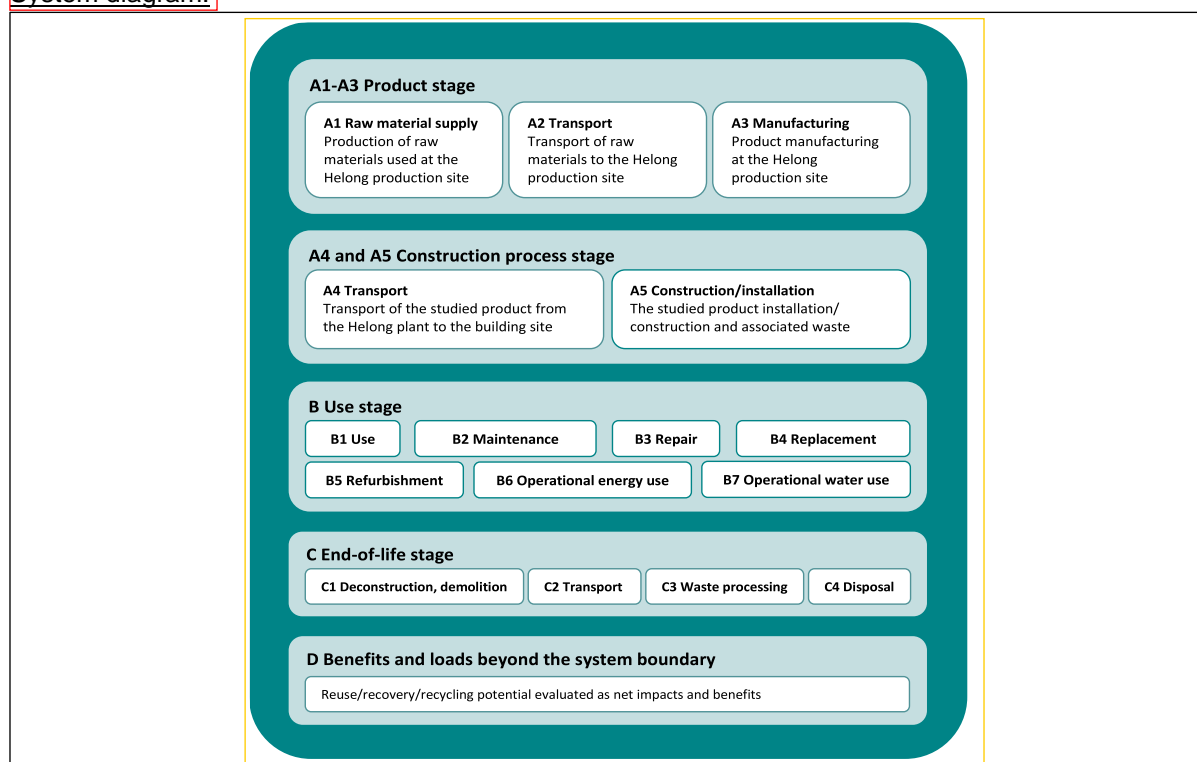 System diagram:
A1-A3 Product stage
A1 Raw material supply
Production of raw
materials used at the
Helong production site
A2 Transport
Transport of raw
materials to the Helong
production site
A3 Manufacturing
Product manufacturing
at the Helong
production site
A4 and A5 Construction process stage
A4 Transport
Transport of the studied product from
the Helong plant to the building site
A5 Construction/installation
The studied product installation/
construction and associated waste
B Use stage
B1 Use
B2 Maintenance
B3 Repair
B4 Replacement
B5 Refurbishment
B6 Operational energy use
B7 Operational water use
C End-of-life stage
C1 Deconstruction, demolition
C2 Transport
C3 Waste processing
C4 Disposal
D Benefits and loads beyond the system boundary
Reuse/recovery/recycling potential evaluated as net impacts and benefits